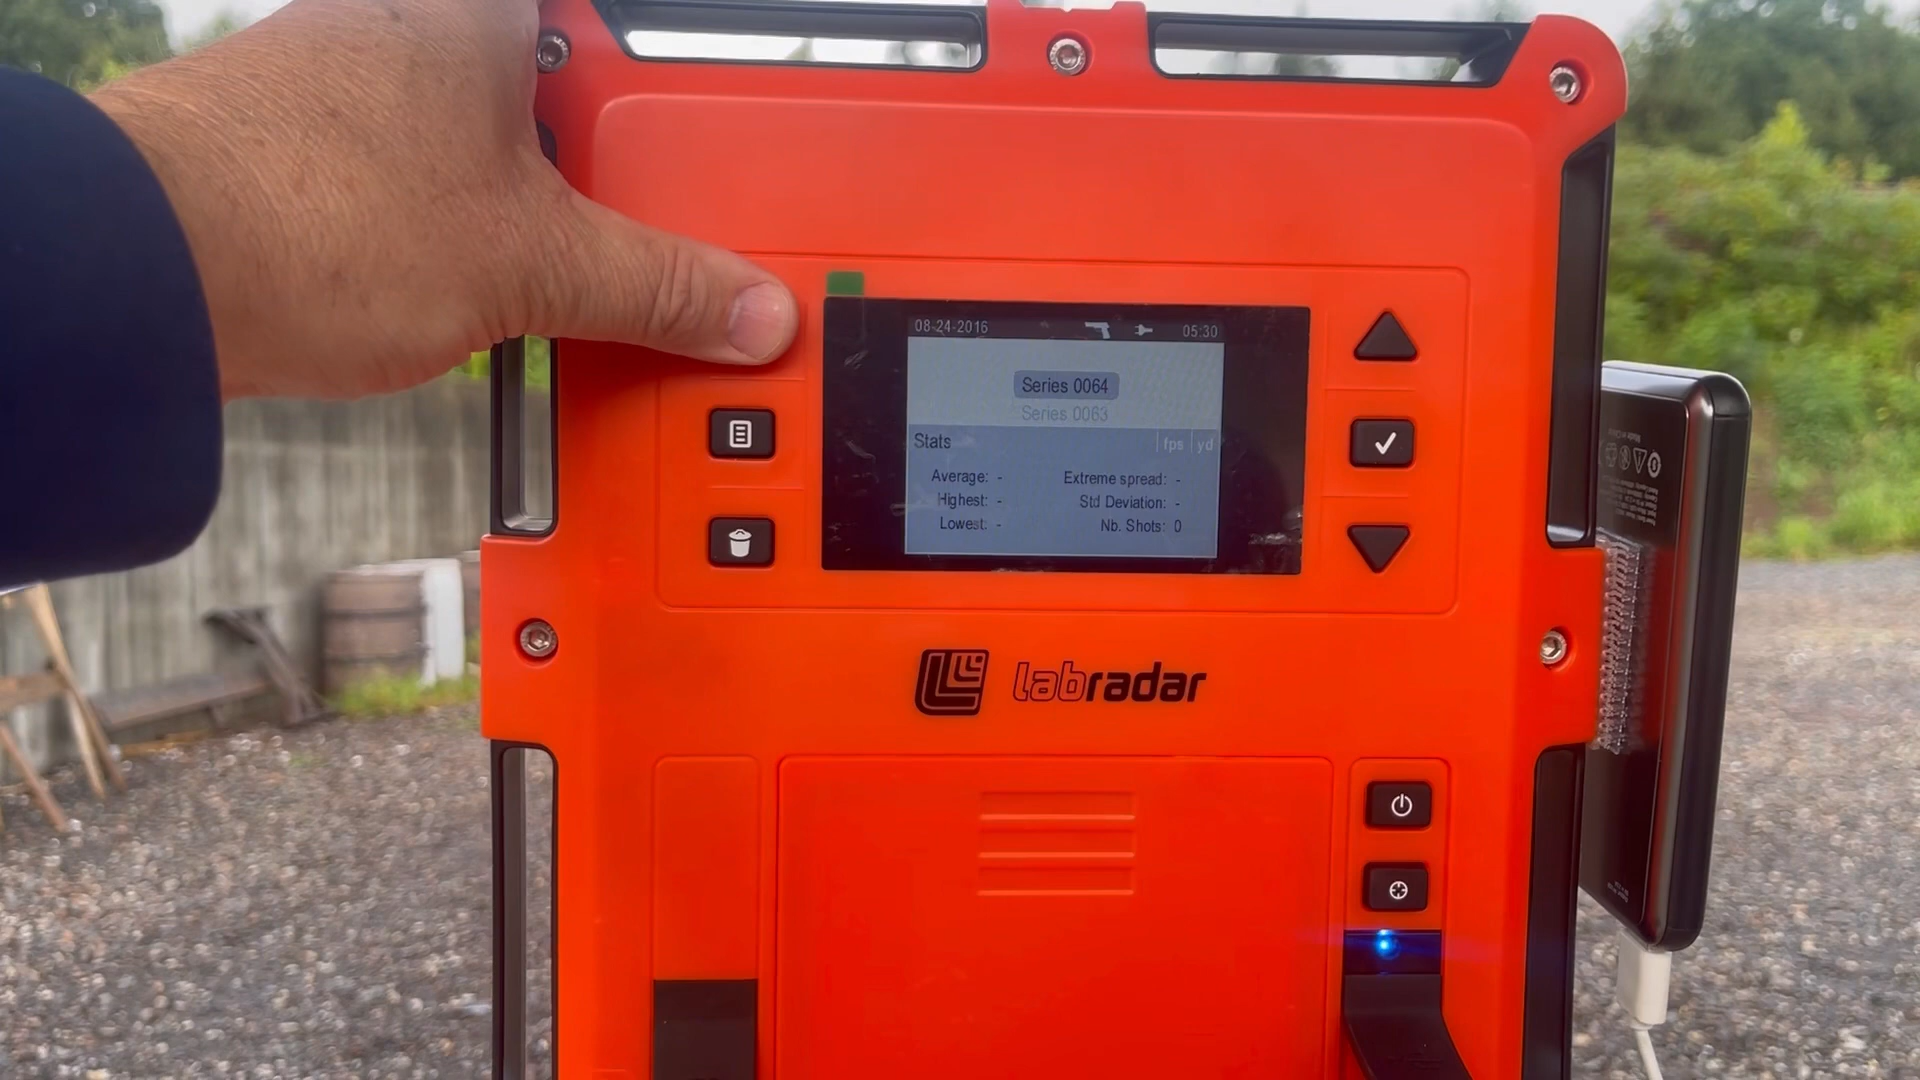 08-24-2016 05:30
Series 0064
Series 0063
Stats fps yd
Average: - Extreme spread: -
Highest: - Std Deviation: -
Lowest: - Nb. Shots: 0
labradar